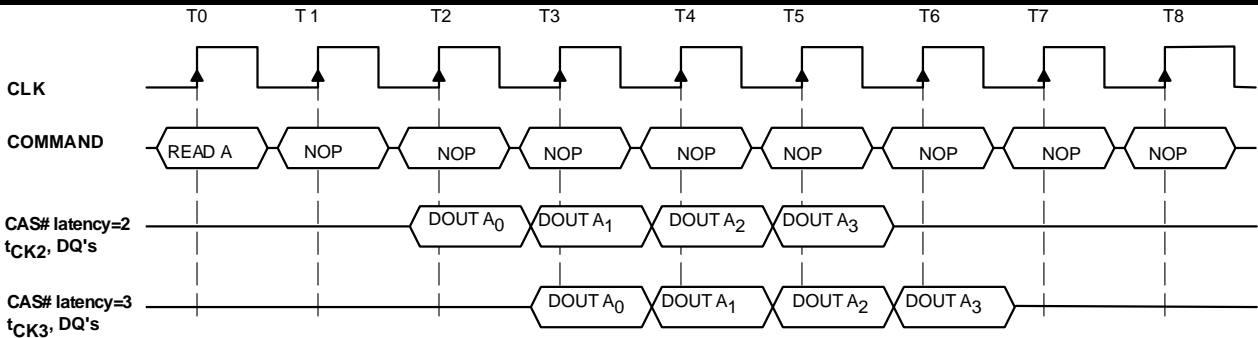 T0 T 1 T2 T3 T4 T5 T6 T7 T8
CLK
COMMAND READ A NOP NOP NOP NOP NOP NOP NOP NOP
CAS# latency=2 DOUT A0 DOUT A1 DOUT A2 DOUT A3
tCK2, DQ's
CAS# latency=3 DOUT A0 DOUT A1 DOUT A2 DOUT A3
tCK3, DQ's